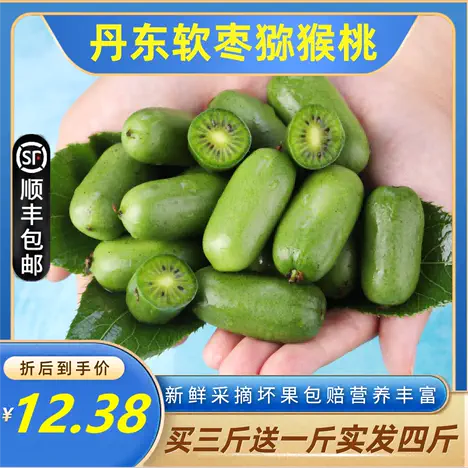 丹东软枣猕猴桃
SF
顺丰包邮
折后到手价
¥12.38
新鲜采摘坏果包赔营养丰富
买三斤送一斤实发四斤